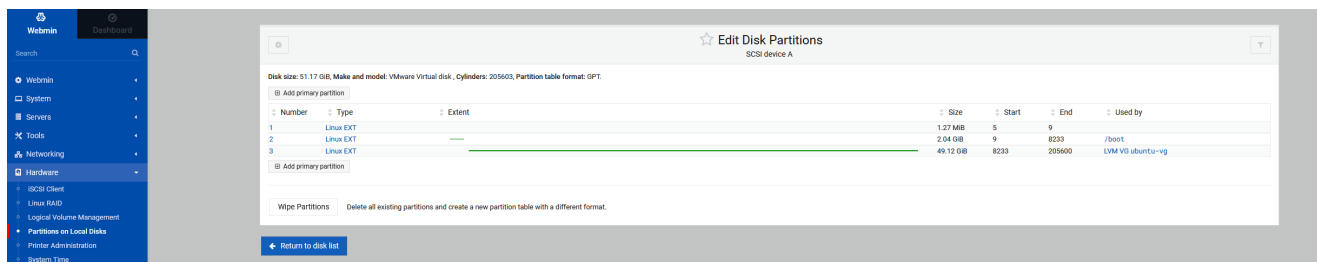 Webmin
Dashboard
Search
Webmin
System
Servers
Tools
Networking
Hardware
iSCSI Client
Linux RAID
Logical Volume Management
Partitions on Local Disks
Printer Administration
System Time
Edit Disk Partitions
SCSI device A
Disk size: 51.17 GiB, Make and model: VMware Virtual disk , Cylinders: 205603, Partition table format: GPT.
Add primary partition
Number Type Extent Size Start End Used by
1 Linux EXT 1.27 MiB 5 9
2 Linux EXT 2.04 GiB 9 8233 /boot
3 Linux EXT 49.12 GiB 8233 205600 LVM VG ubuntu-vg
Add primary partition
Wipe Partitions Delete all existing partitions and create a new partition table with a different format.
Return to disk list